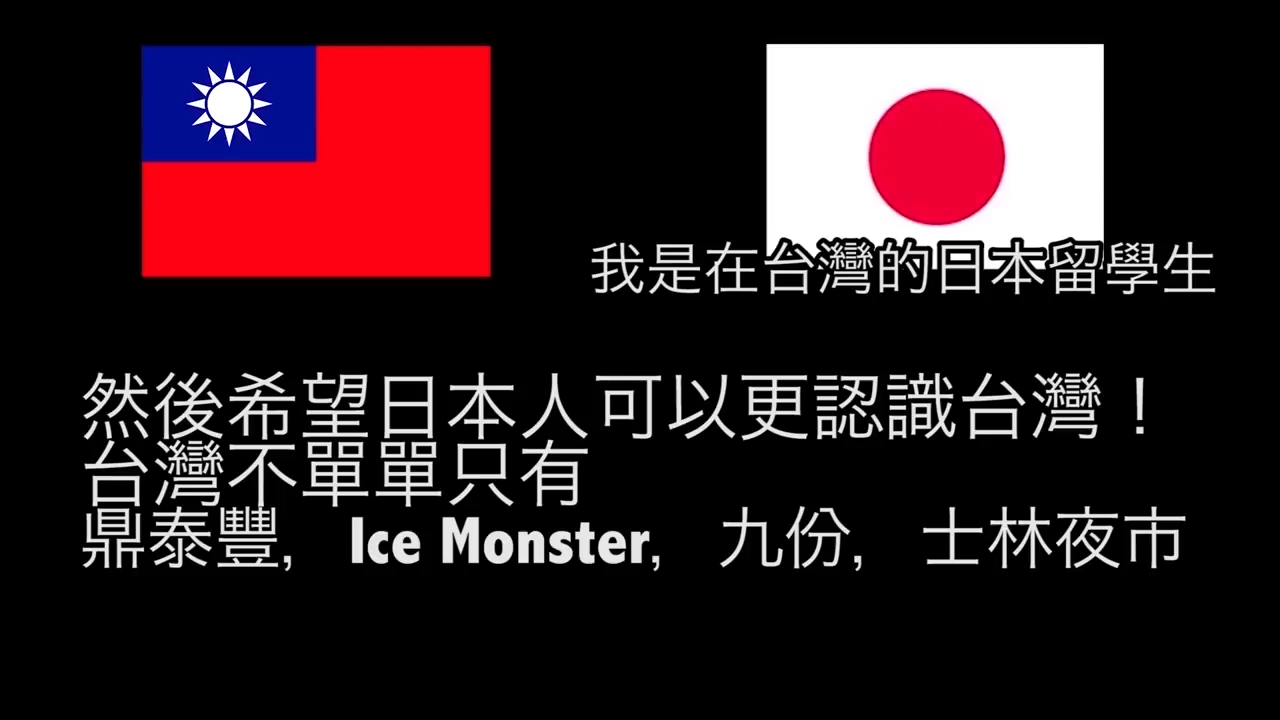 我是在台灣的日本留學生
然後希望日本人可以更認識台灣！
台灣不單單只有
鼎泰豐, Ice Monster, 九份, 士林夜市